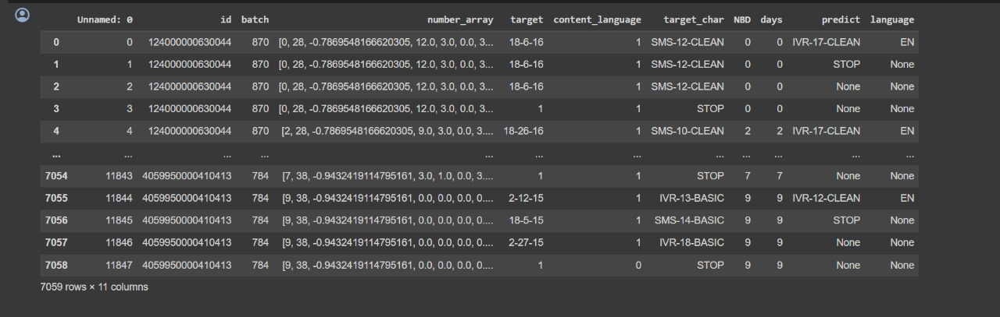 Unnamed: 0 id batch number_array target content_language target_char NBD days predict language
0 0 124000000630044 870 [0, 28, -0.7869548166620305, 12.0, 3.0, 0.0, 3... 18-6-16 1 SMS-12-CLEAN 0 0 IVR-17-CLEAN EN
1 1 124000000630044 870 [0, 28, -0.7869548166620305, 12.0, 3.0, 0.0, 3... 18-6-16 1 SMS-12-CLEAN 0 0 STOP None
2 2 124000000630044 870 [0, 28, -0.7869548166620305, 12.0, 3.0, 0.0, 3... 18-6-16 1 SMS-12-CLEAN 0 0 None None
3 3 124000000630044 870 [0, 28, -0.7869548166620305, 12.0, 3.0, 0.0, 3... 1 1 STOP 0 0 None None
4 4 124000000630044 870 [2, 28, -0.7869548166620305, 9.0, 3.0, 0.0, 3.... 18-26-16 1 SMS-10-CLEAN 2 2 IVR-17-CLEAN EN
... ... ... ... ... ... ... ... ... ... ... ...
7054 11843 4059950000410413 784 [7, 38, -0.9432419114795161, 3.0, 1.0, 0.0, 3.... 1 1 STOP 7 7 None None
7055 11844 4059950000410413 784 [9, 38, -0.9432419114795161, 0.0, 0.0, 0.0, 0.... 2-12-15 1 IVR-13-BASIC 9 9 IVR-12-CLEAN EN
7056 11845 4059950000410413 784 [9, 38, -0.9432419114795161, 0.0, 0.0, 0.0, 0.... 18-5-15 1 SMS-14-BASIC 9 9 STOP None
7057 11846 4059950000410413 784 [9, 38, -0.9432419114795161, 0.0, 0.0, 0.0, 0.... 2-27-15 1 IVR-18-BASIC 9 9 None None
7058 11847 4059950000410413 784 [9, 38, -0.9432419114795161, 0.0, 0.0, 0.0, 0.... 1 0 STOP 9 9 None None
7059 rows × 11 columns